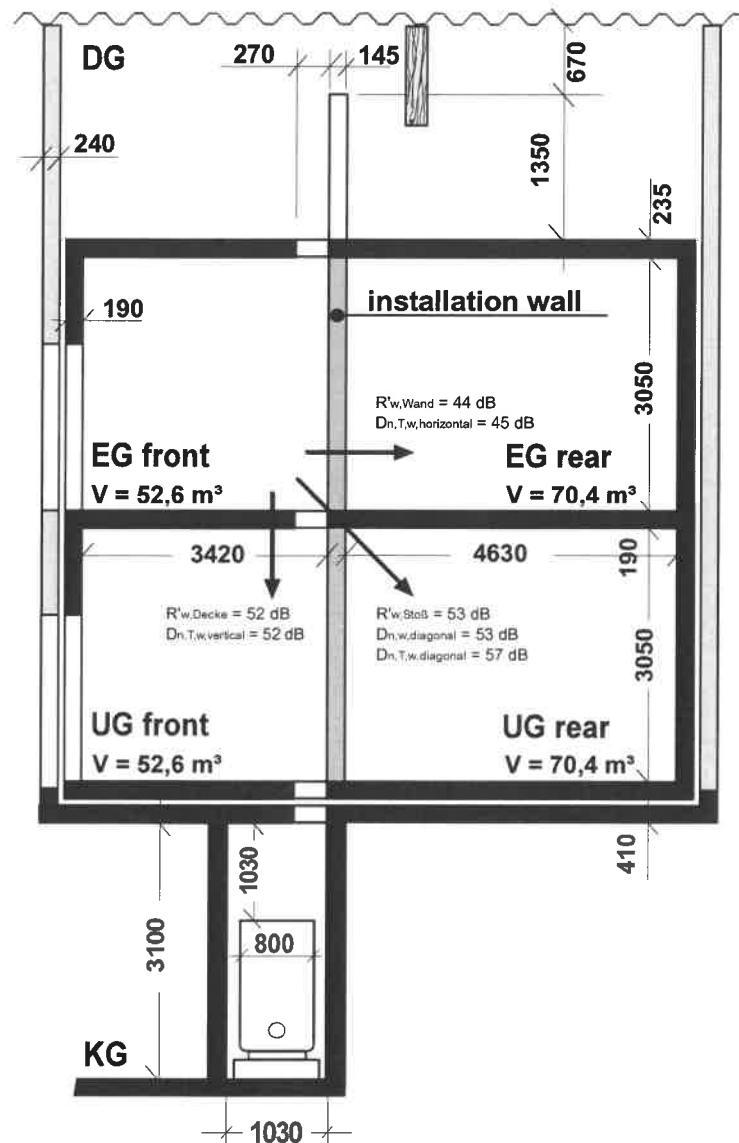 DG
270
145
670
240
1350
235
installation wall
190
R'w,Wand = 44 dB
Dn,T,w,horizontal = 45 dB
3050
EG front
V = 52,6 m³
EG rear
V = 70,4 m³
3420
4630
190
R'w,Decke = 52 dB
Dn,T,w,vertical = 52 dB
R'w,Stoß = 53 dB
Dn,w,diagonal = 53 dB
Dn,T,w,diagonal = 57 dB
3050
UG front
V = 52,6 m³
UG rear
V = 70,4 m³
410
1030
3100
800
KG
1030